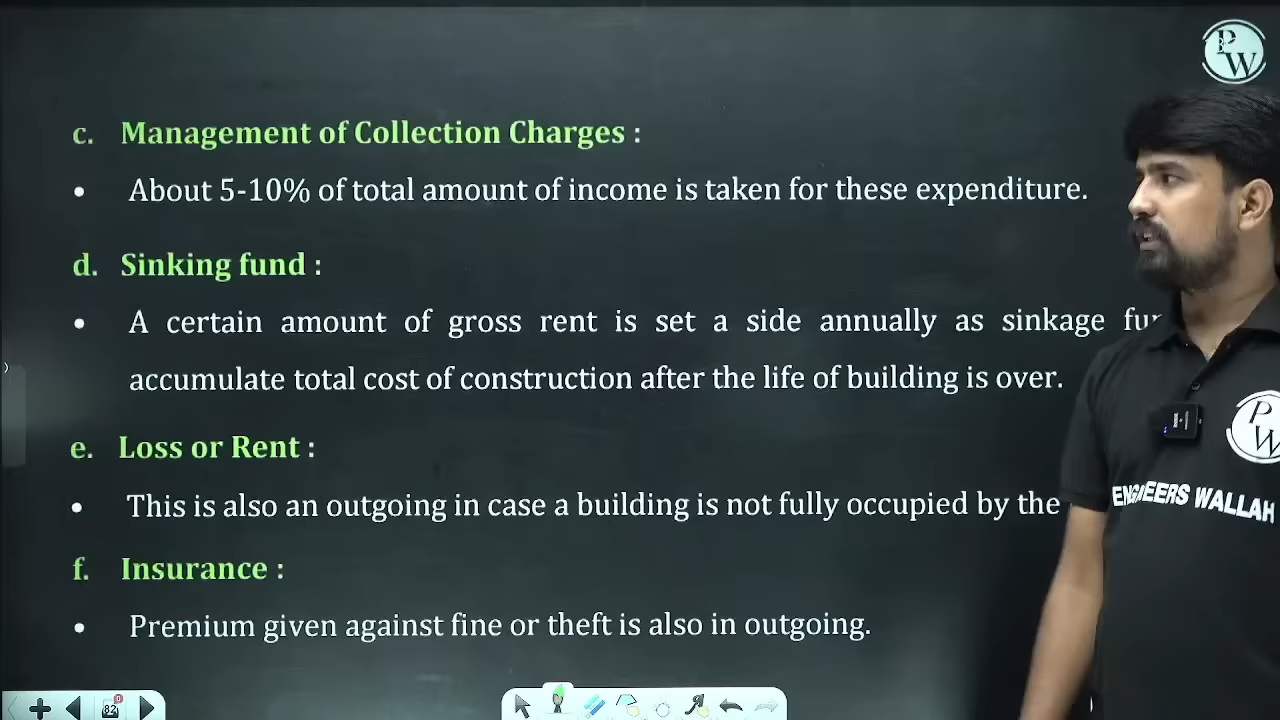 PW
c. Management of Collection Charges :
• About 5-10% of total amount of income is taken for these expenditure.
d. Sinking fund :
• A certain amount of gross rent is set a side annually as sinkage
accumulate total cost of construction after the life of building is over.
e. Loss or Rent :
• This is also an outgoing in case a building is not fully occupied by the
f. Insurance :
• Premium given against fine or theft is also in outgoing.
PW
ENGINEERS WALLAH
82